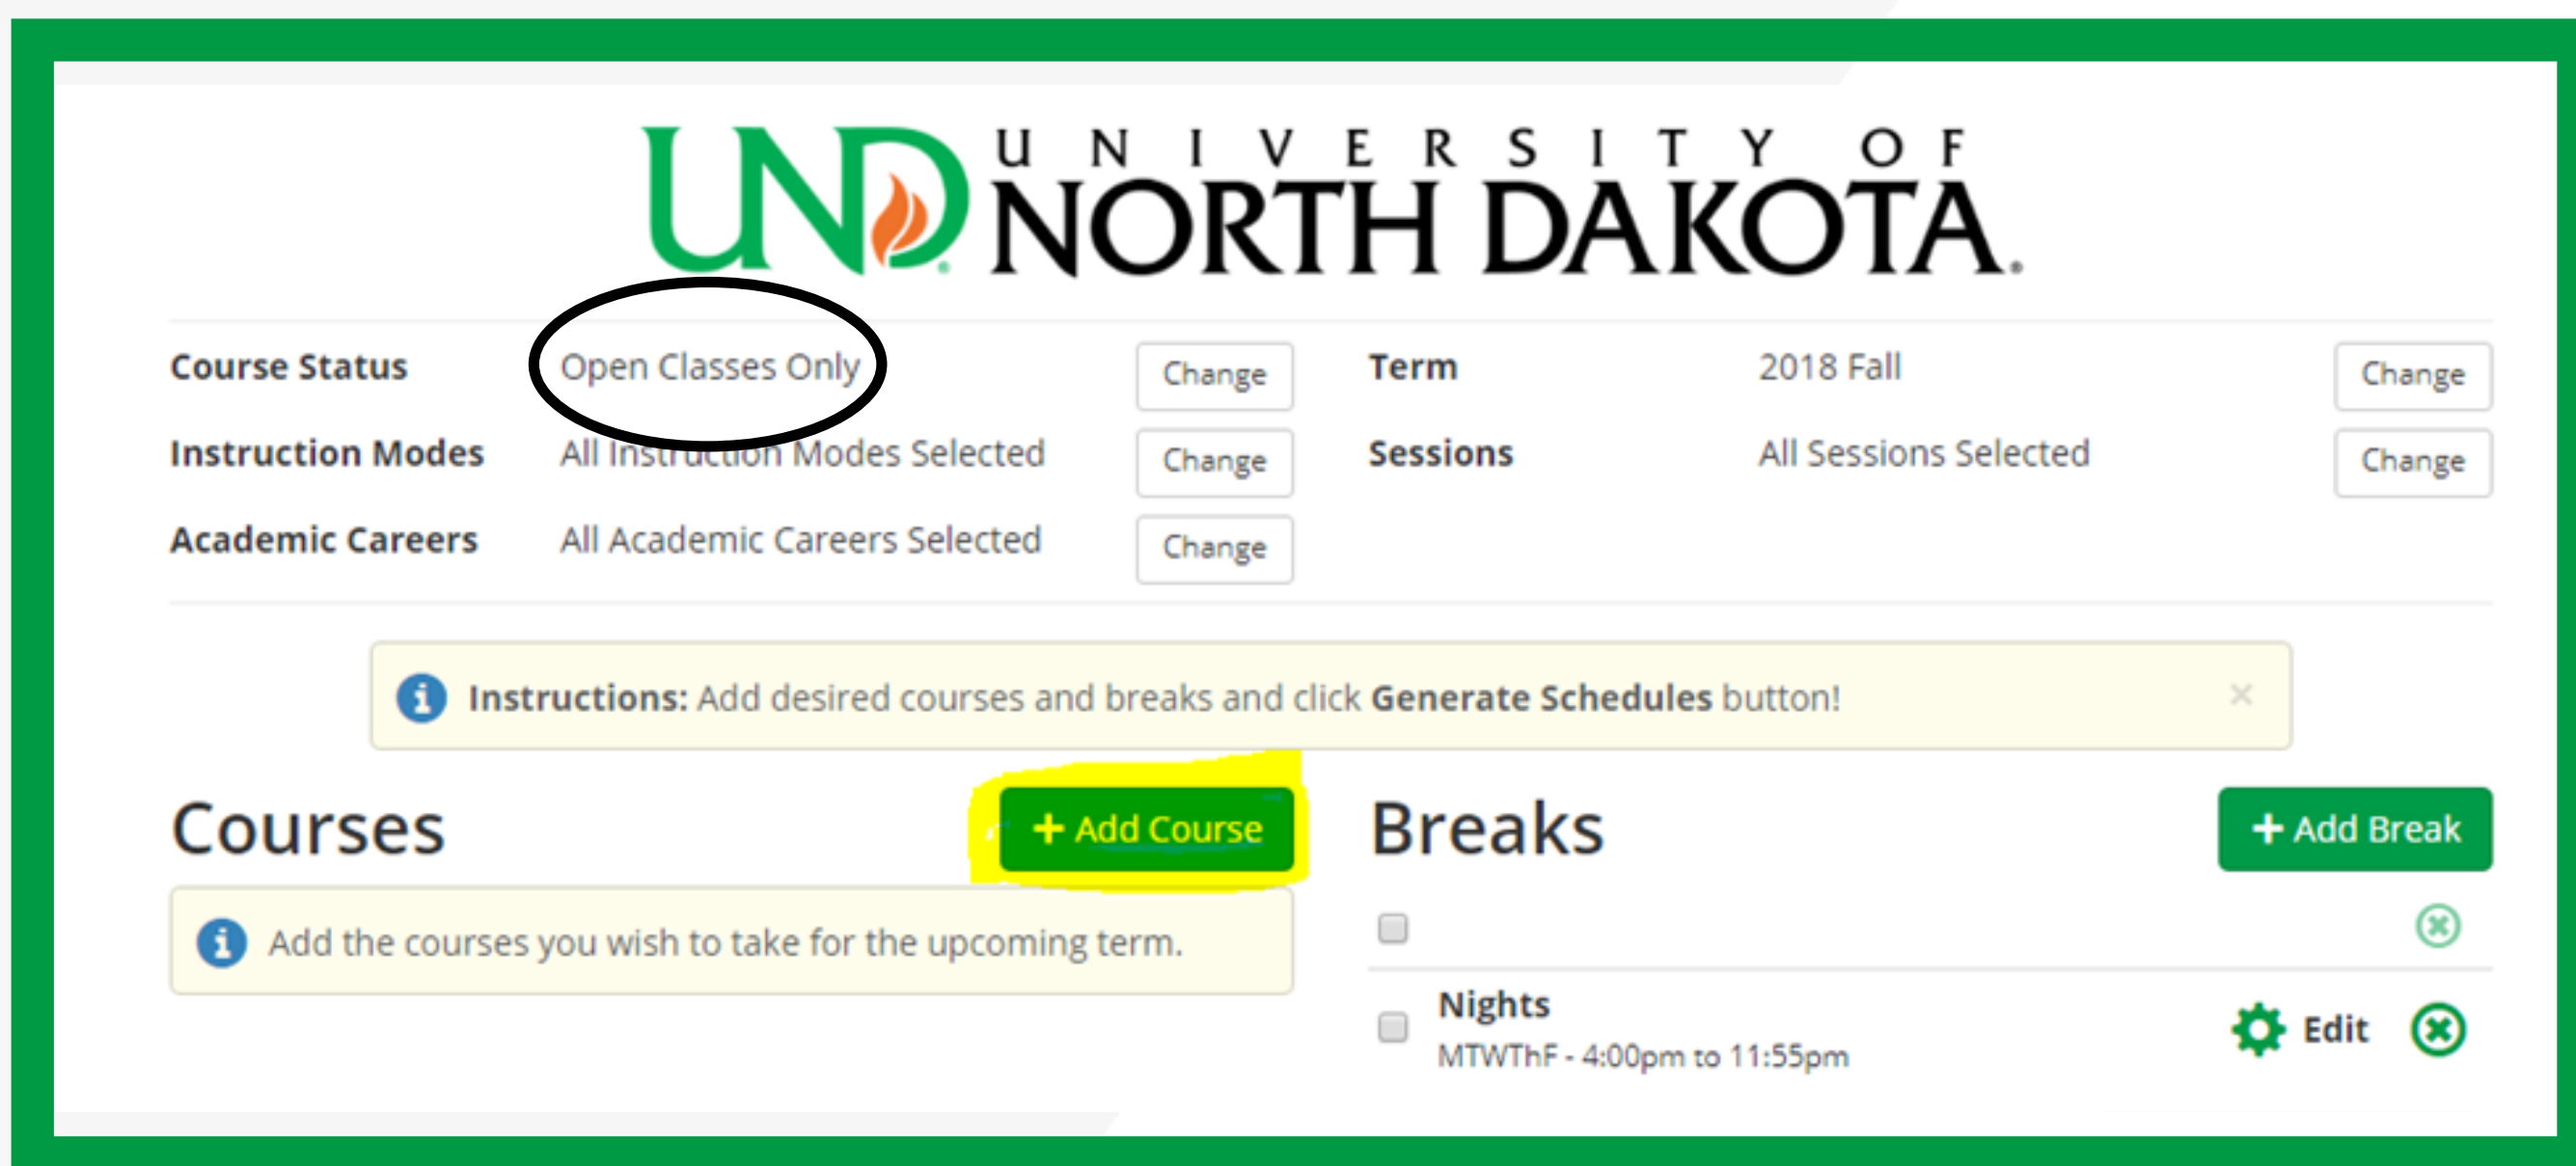 UND UNIVERSITY OF
NORTH DAKOTA.
Course Status Open Classes Only Change Term 2018 Fall Change
Instruction Modes All Instruction Modes Selected Change Sessions All Sessions Selected Change
Academic Careers All Academic Careers Selected Change
Instructions: Add desired courses and breaks and click Generate Schedules button! ×
Courses + Add Course Breaks + Add Break
Add the courses you wish to take for the upcoming term.
Nights
Edit
MTWThF - 4:00pm to 11:55pm